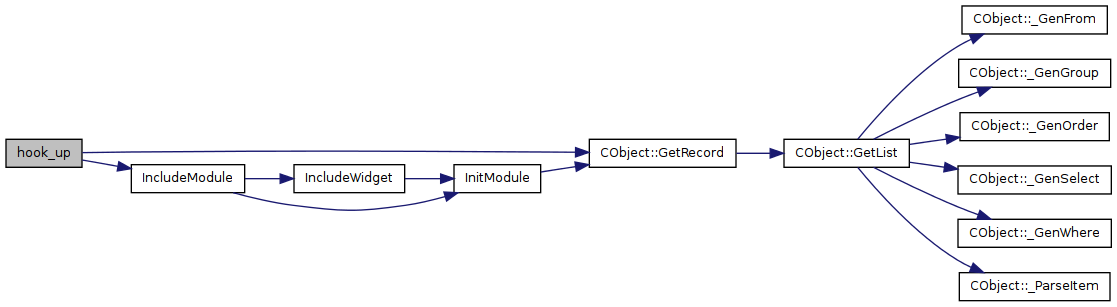 hook_up
IncludeModule
IncludeWidget
InitModule
CObject::GetRecord
CObject::GetList
CObject::_GenFrom
CObject::_GenGroup
CObject::_GenOrder
CObject::_GenSelect
CObject::_GenWhere
CObject::_ParseItem